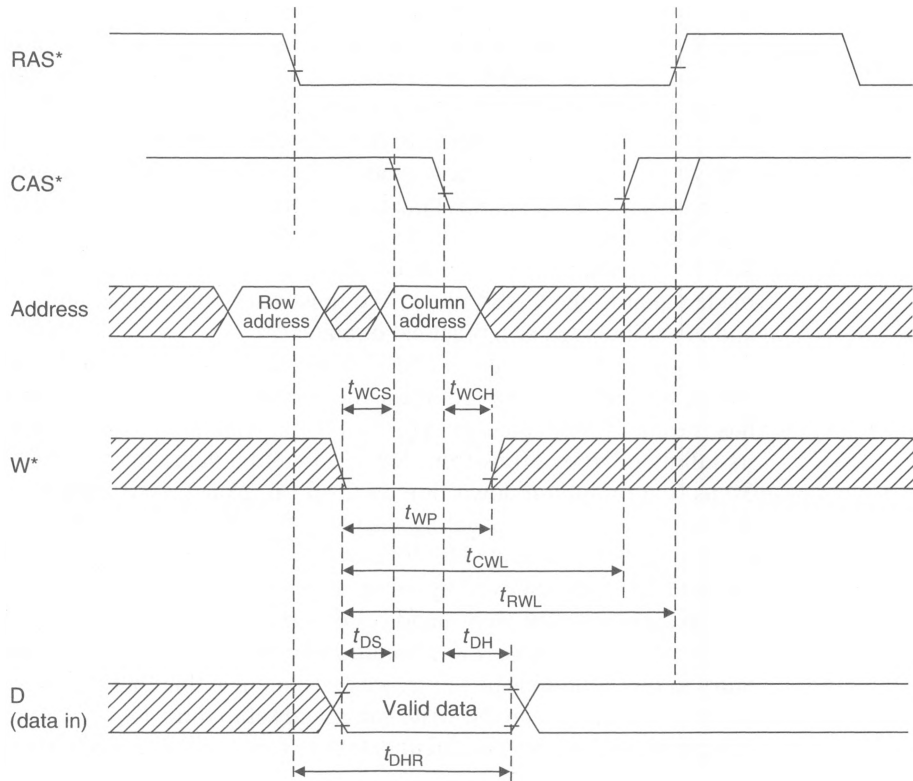 RAS*
CAS*
Address
Row
address
Column
address
tWCS
tWCH
W*
tWP
tCWL
tRWL
tDS
tDH
D
(data in)
Valid data
tDHR